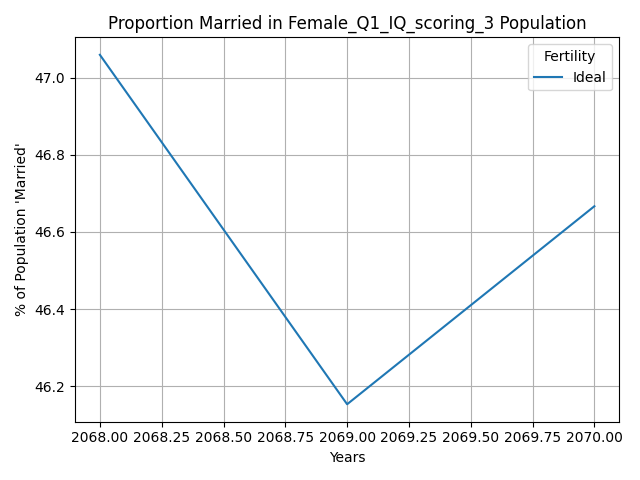 Proportion Married in Female_Q1_IQ_scoring_3 Population
Fertility
Ideal
47.0
46.8
46.6
46.4
46.2
% of Population 'Married'
2068.00 2068.25 2068.50 2068.75 2069.00 2069.25 2069.50 2069.75 2070.00
Years